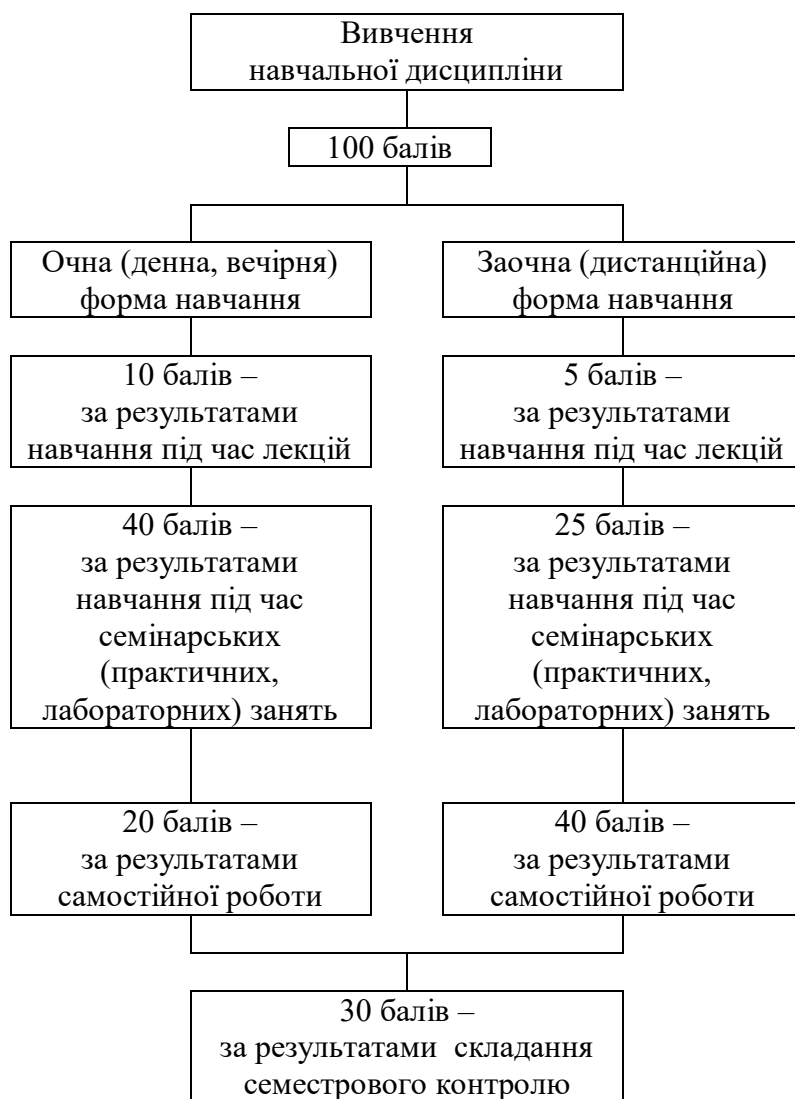 Вивчення
навчальної дисципліни
100 балів
Очна (денна, вечірня)
форма навчання
Заочна (дистанційна)
форма навчання
10 балів –
за результатами
навчання під час лекцій
5 балів –
за результатами
навчання під час лекцій
40 балів –
за результатами
навчання під час
семінарських
(практичних,
лабораторних) занять
25 балів –
за результатами
навчання під час
семінарських
(практичних,
лабораторних) занять
20 балів –
за результатами
самостійної роботи
40 балів –
за результатами
самостійної роботи
30 балів –
за результатами складання
семестрового контролю